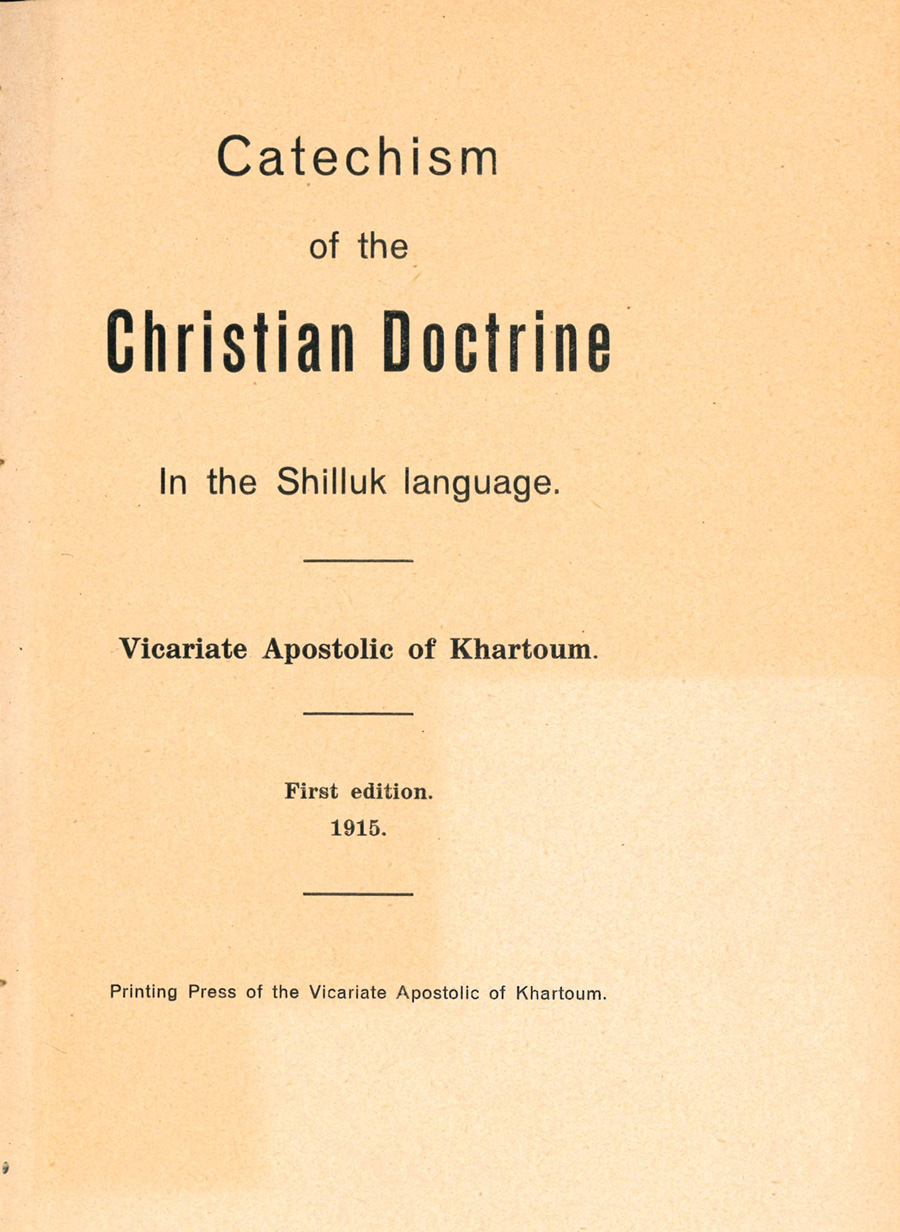 Catechism
of the
Christian Doctrine
In the Shilluk language.
Vicariate Apostolic of Khartoum.
First edition.
1915.
Printing Press of the Vicariate Apostolic of Khartoum.